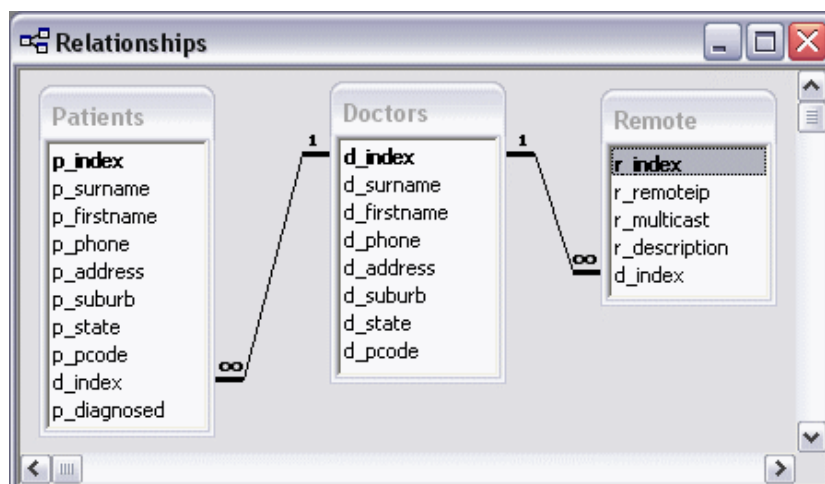 Relationships
Patients
p_index
p_surname
p_firstname
p_phone
p_address
p_suburb
p_state
p_pcode
d_index
p_diagnosed
1
∞
Doctors
d_index
d_surname
d_firstname
d_phone
d_address
d_suburb
d_state
d_pcode
1
∞
Remote
r_index
r_remoteip
r_multicast
r_description
d_index